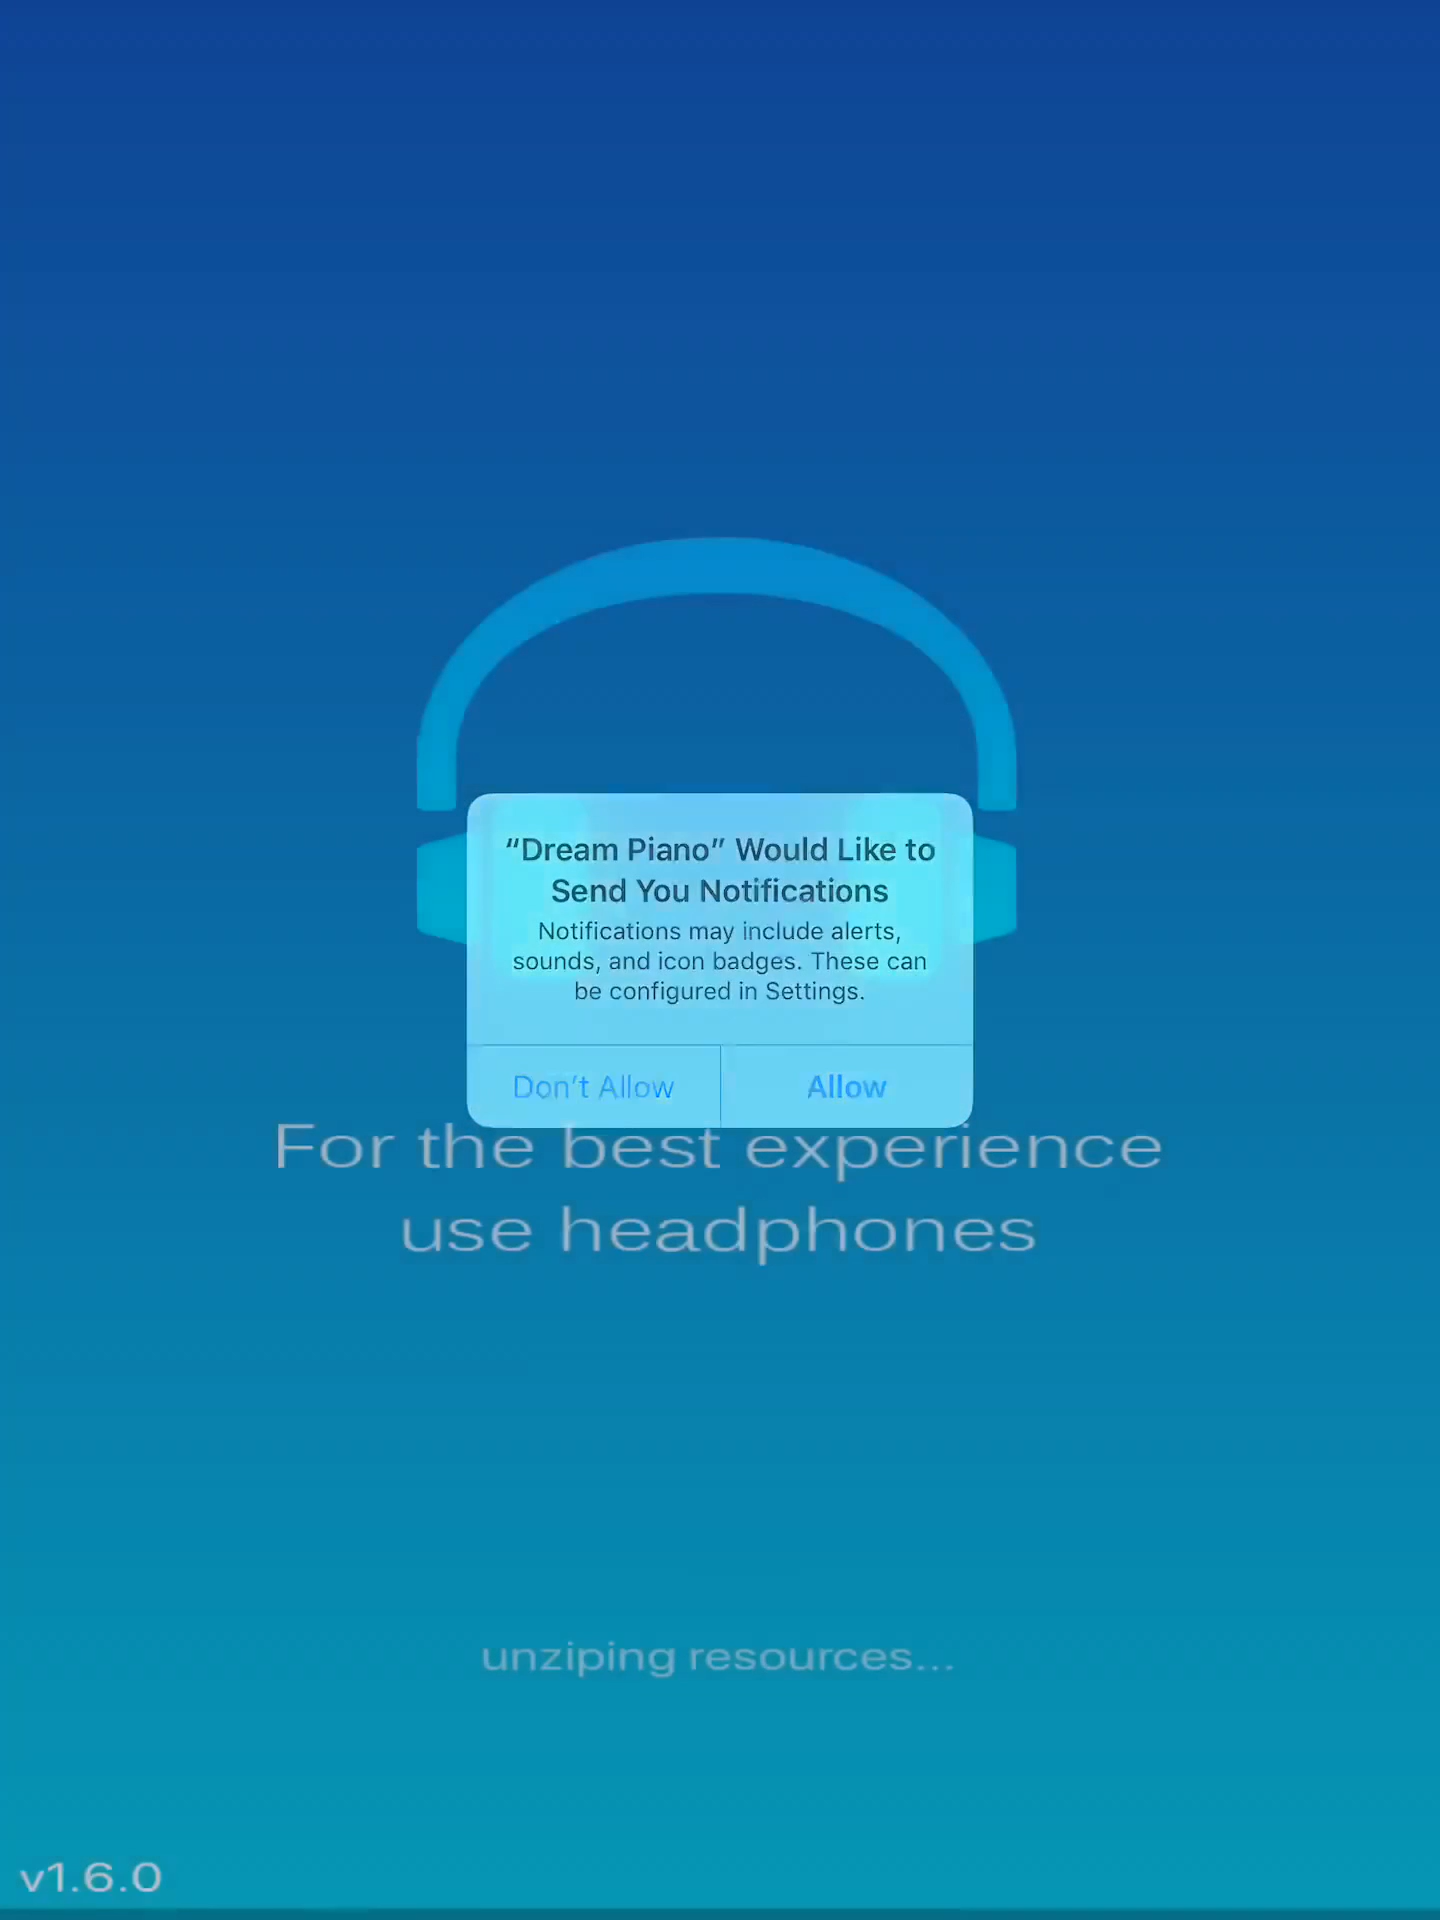 “Dream Piano” Would Like to
Send You Notifications
Notifications may include alerts,
sounds, and icon badges. These can
be configured in Settings.
Don’t Allow
Allow
For the best experience
use headphones
unziping resources...
v1.6.0